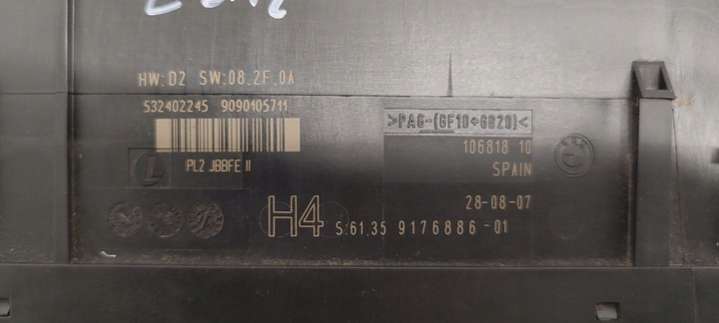 HW:D2 SW:08.2F.0A
532402245 9090105711
PL2 JBBFE II
L
>PA6-(GF10+GB20)<
106818 10
SPAIN
28-08-07
H4 S:61.35 9176886-01